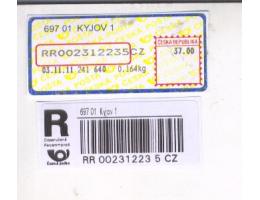 697 01 KYJOV 1
ČESKÁ REPUBLIKA
RR002312235CZ
37.00
03.11.11 241 640 0.164kg
697 01 Kyjov 1
R
Doporučeně
Recommandé
Česká pošta
RR 00231223 5 CZ